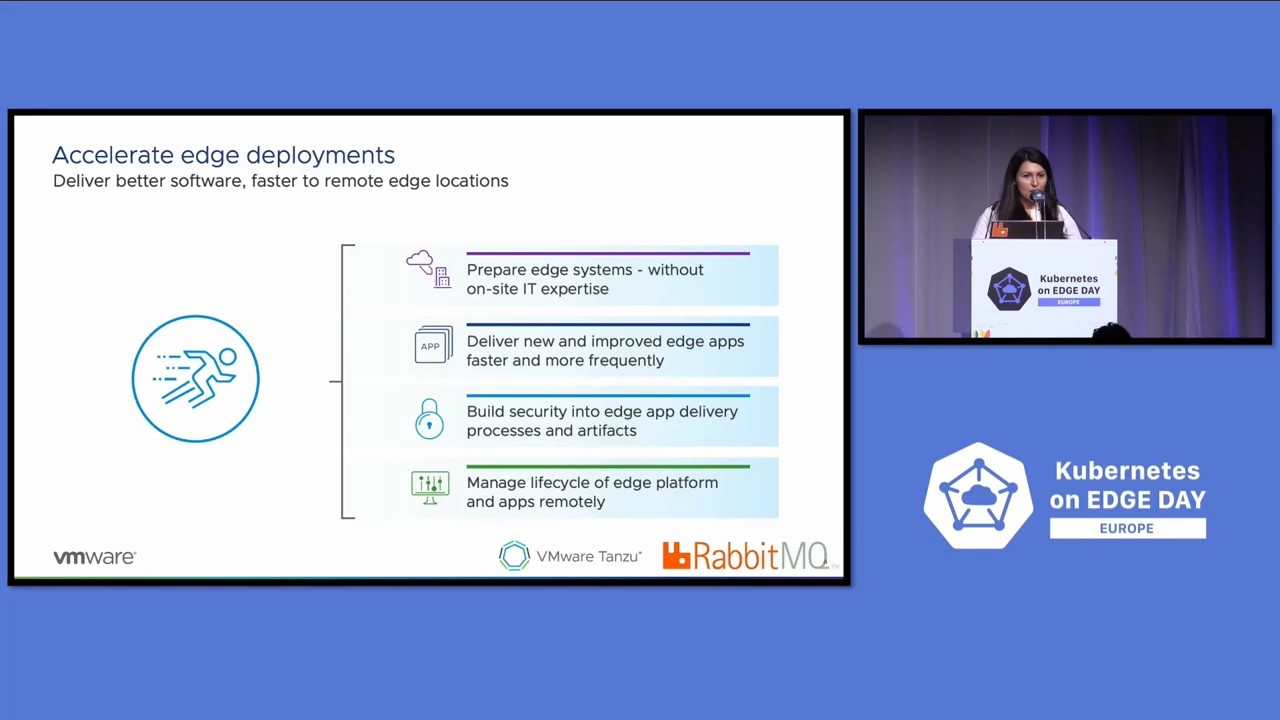 Accelerate edge deployments
Deliver better software, faster to remote edge locations
Prepare edge systems - without
on-site IT expertise
APP
Deliver new and improved edge apps
faster and more frequently
Build security into edge app delivery
processes and artifacts
Manage lifecycle of edge platform
and apps remotely
vmware®
VMware Tanzu®
RabbitMQ™
Kubernetes
on EDGE DAY
EUROPE
Kubernetes
on EDGE DAY
EUROPE